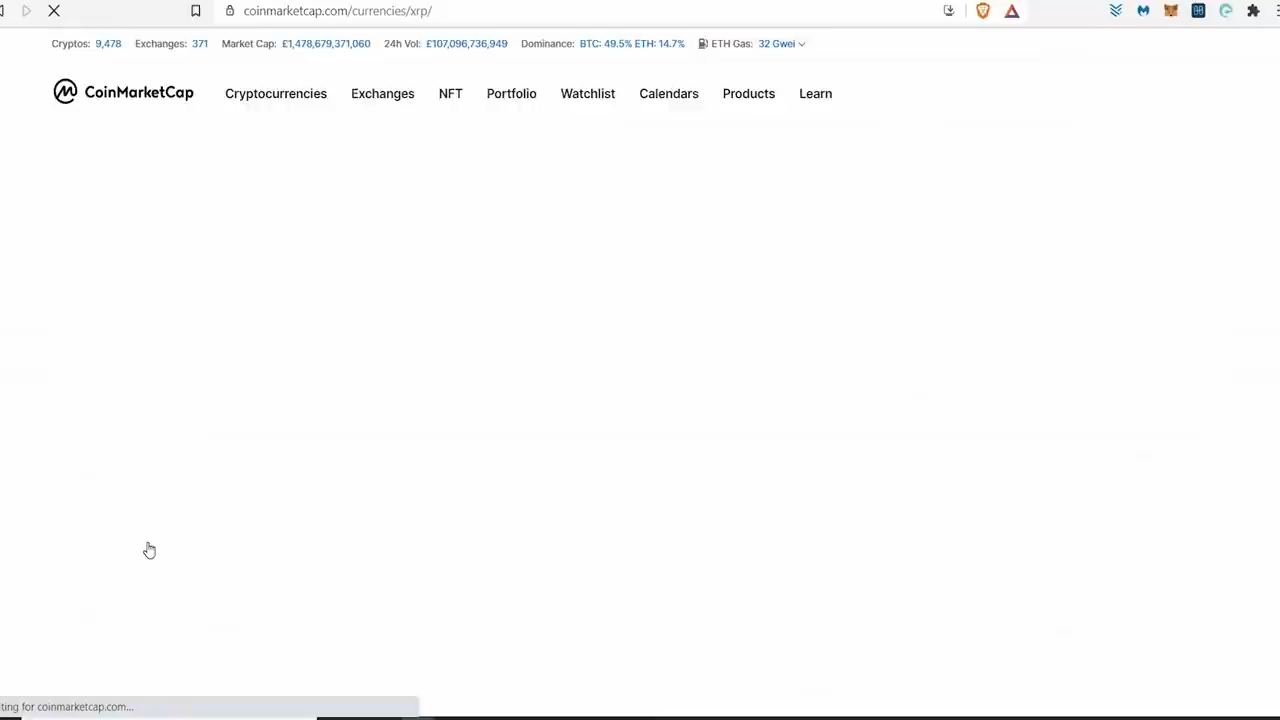 coinmarketcap.com/currencies/xrp/
Cryptos: 9,478 Exchanges: 371 Market Cap: £1,478,679,371,060 24h Vol: £107,096,736,949 Dominance: BTC: 49.5% ETH: 14.7% ETH Gas: 32 Gwei
CoinMarketCap Cryptocurrencies Exchanges NFT Portfolio Watchlist Calendars Products Learn
ting for coinmarketcap.com...